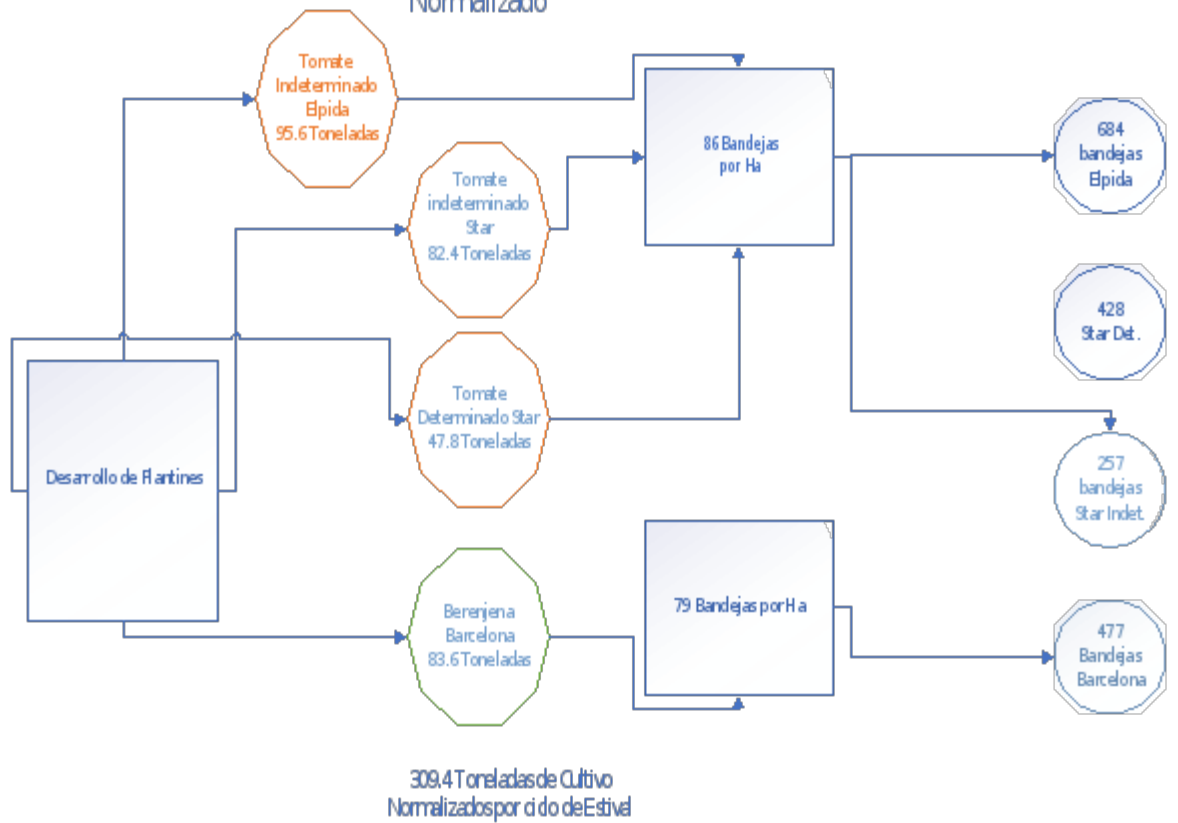 Normalizado
Tomate
Indeterminado
Elpida
95.6 Toneladas
86 Bandejas
por Ha
684
bandejas
Elpida
Tomate
indeterminado
Star
82.4 Toneladas
428
Star Det.
Tomate
Determinado Star
47.8 Toneladas
Desarrollo de Plantines
257
bandejas
Star Indet.
Berenjena
Barcelona
83.6 Toneladas
79 Bandejas por Ha
477
Bandejas
Barcelona
309.4 Toneladas de Cultivo
Normalizados por ciclo de Estival